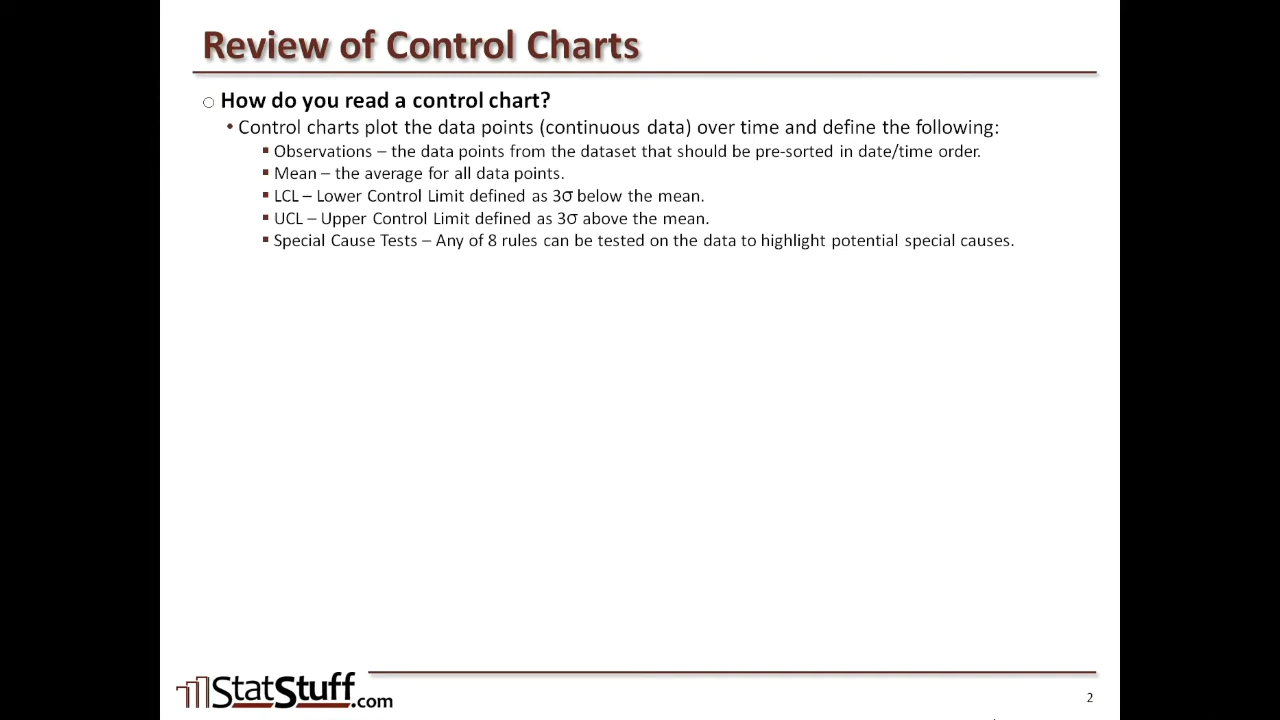 Review of Control Charts
○ How do you read a control chart?
• Control charts plot the data points (continuous data) over time and define the following:
▪ Observations – the data points from the dataset that should be pre-sorted in date/time order.
▪ Mean – the average for all data points.
▪ LCL – Lower Control Limit defined as 3σ below the mean.
▪ UCL – Upper Control Limit defined as 3σ above the mean.
▪ Special Cause Tests – Any of 8 rules can be tested on the data to highlight potential special causes.
StatStuff.com
2